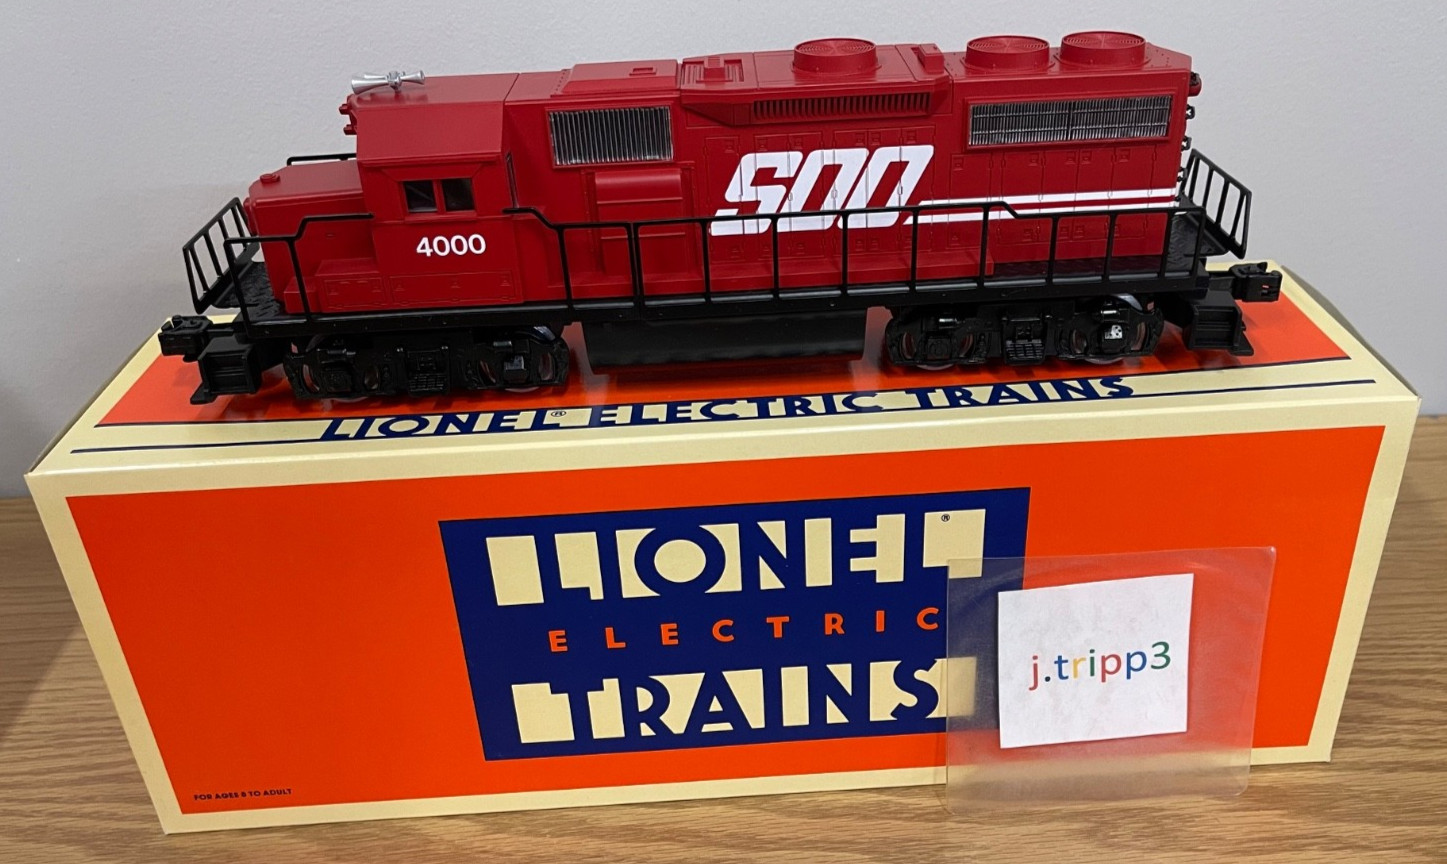 SOO
4000
LIONEL® ELECTRIC TRAINS
LIONEL®
ELECTRIC
TRAINS
j.tripp3
FOR AGES 8 TO ADULT